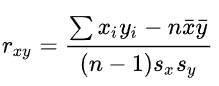 r_{xy} = \frac{\sum x_i y_i - n\bar{x}\bar{y}}{(n-1)s_x s_y}